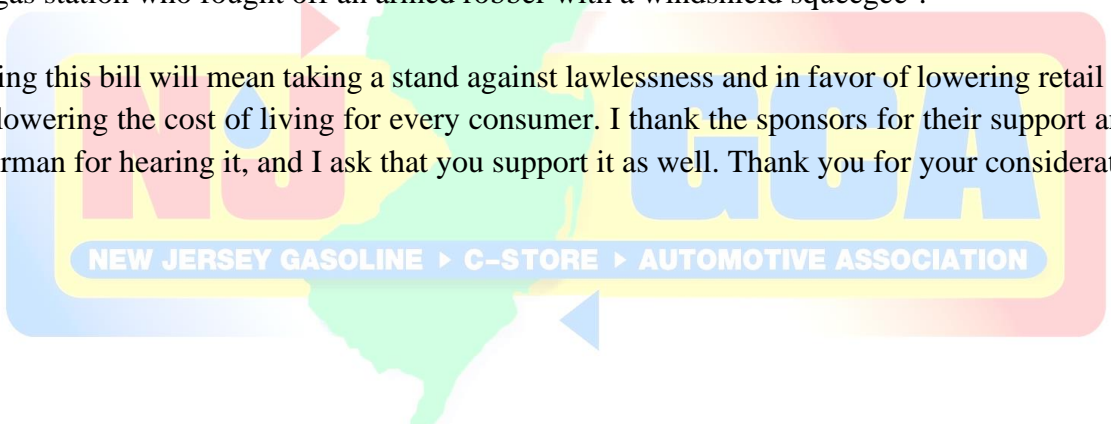 gas station who fought off an armed robber with a windshield squeegee
ing this bill will mean taking a stand against lawlessness and in favor of lowering retail
lowering the cost of living for every consumer. I thank the sponsors for their support
rman for hearing it, and I ask that you support it as well. Thank you for your
NJ GCA
NEW JERSEY GASOLINE ▸ C-STORE ▸ AUTOMOTIVE ASSOCIATION